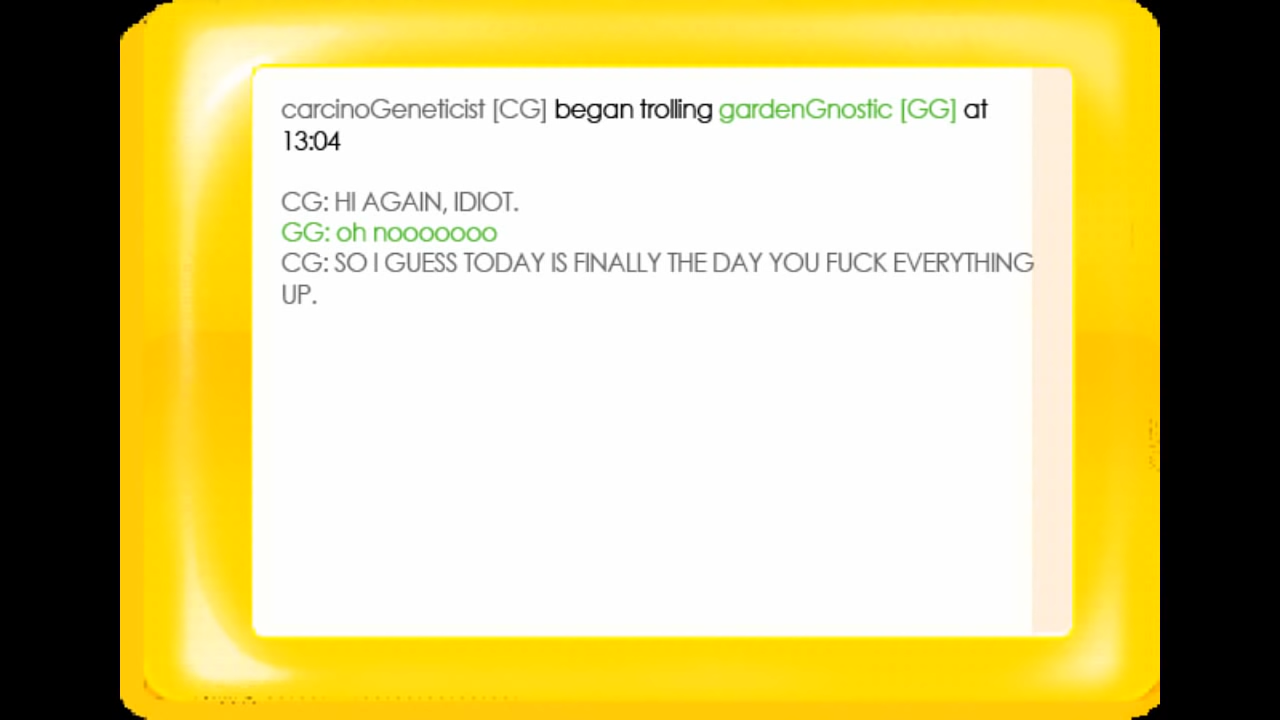 carcinoGeneticist [CG] began trolling gardenGnostic [GG] at
13:04
CG: HI AGAIN, IDIOT.
GG: oh nooooooo
CG: SO I GUESS TODAY IS FINALLY THE DAY YOU FUCK EVERYTHING
UP.